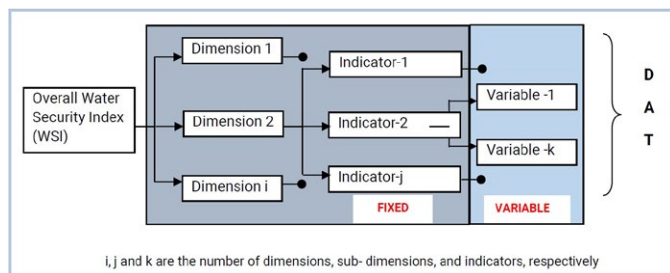 Overall Water
Security Index
(WSI)
Dimension 1
Dimension 2
Dimension i
Indicator-1
Indicator-2
Indicator-j
FIXED
Variable -1
Variable -k
VARIABLE
D
A
T
i, j and k are the number of dimensions, sub- dimensions, and indicators, respectively